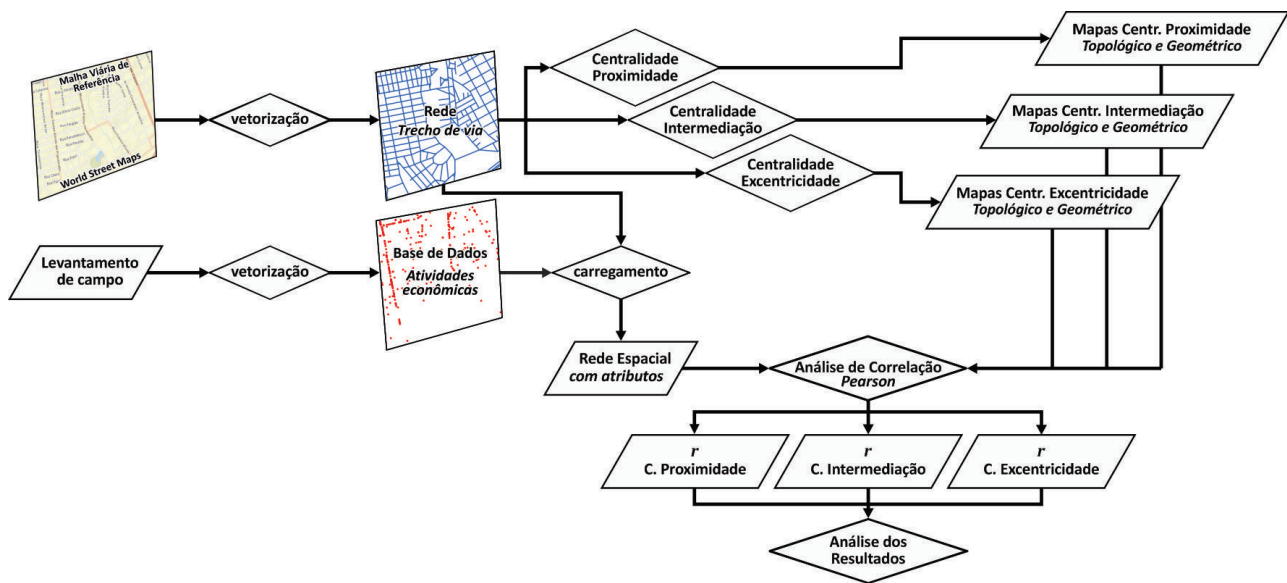 Malha Viária de
Referência
World Street Maps
vetorização
Rede
Trecho de via
Centralidade
Proximidade
Centralidade
Intermediação
Centralidade
Excentricidade
Mapas Centr. Proximidade
Topológico e Geométrico
Mapas Centr. Intermediação
Topológico e Geométrico
Mapas Centr. Excentricidade
Topológico e Geométrico
Levantamento
de campo
vetorização
Base de Dados
Atividades
econômicas
carregamento
Rede Espacial
com atributos
Análise de Correlação
Pearson
r
C. Proximidade
r
C. Intermediação
r
C. Excentricidade
Análise dos
Resultados